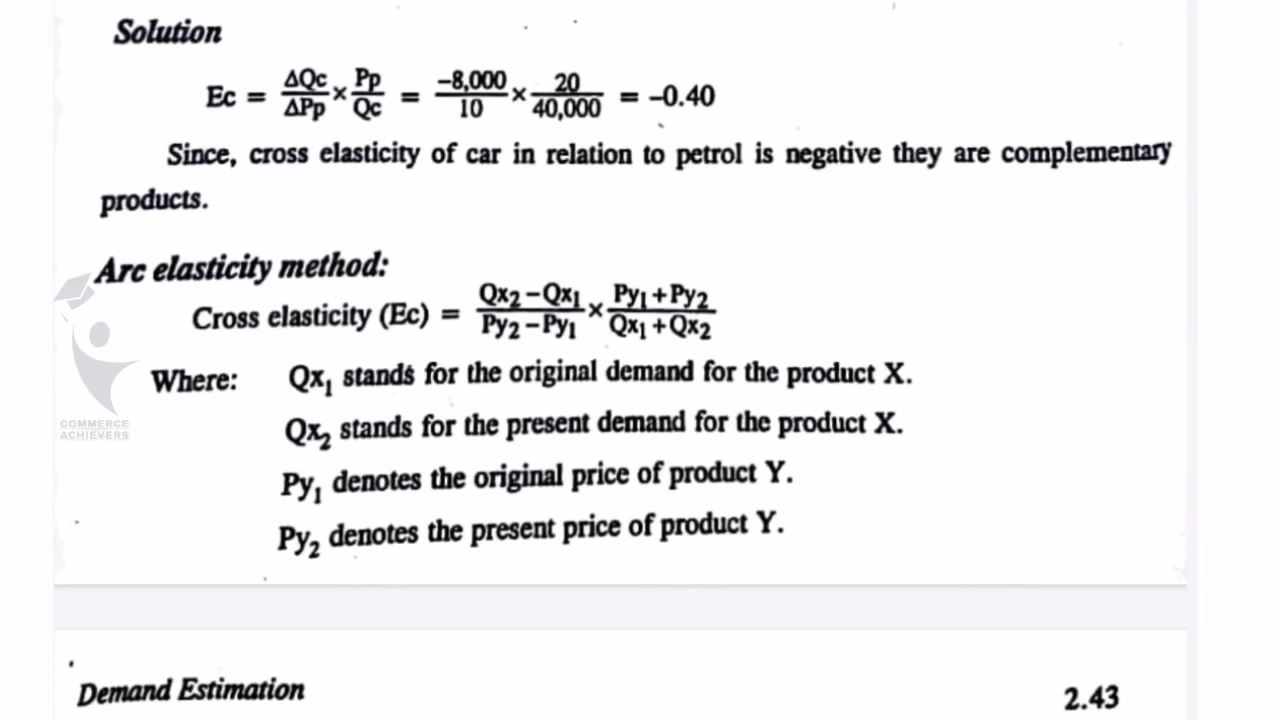 Solution
Ec = ΔQc/ΔPp × Pp/Qc = –8,000/10 × 20/40,000 = –0.40
Since, cross elasticity of car in relation to petrol is negative they are complementary
products.
Arc elasticity method:
Cross elasticity (Ec) = Qx₂ – Qx₁/Py₂ – Py₁ × Py₁ + Py₂/Qx₁ + Qx₂
Where: Qx₁ stands for the original demand for the product X.
Qx₂ stands for the present demand for the product X.
Py₁ denotes the original price of product Y.
Py₂ denotes the present price of product Y.
COMMERCE
ACHIEVERS
Demand Estimation 2.43